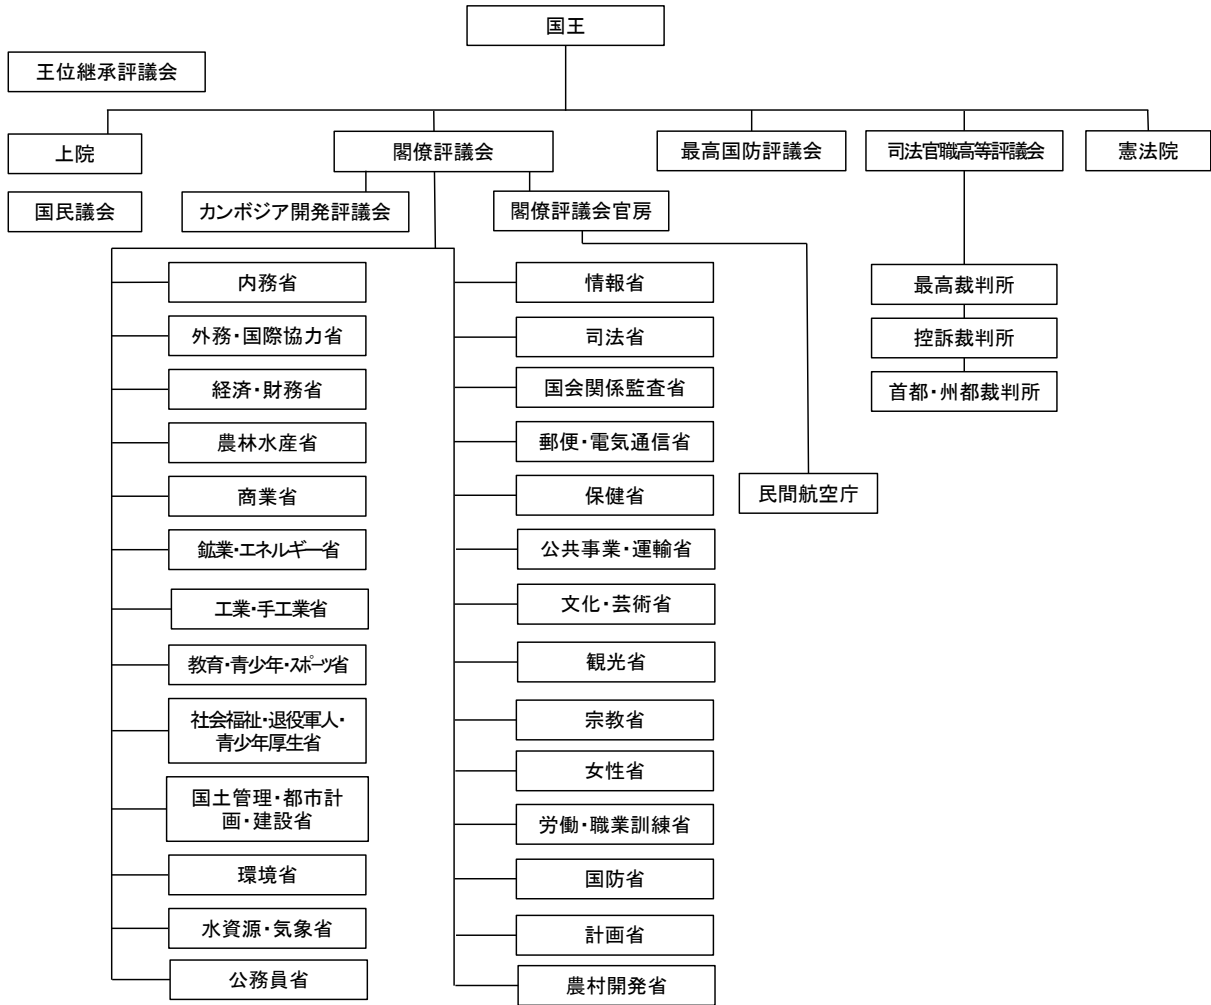 国王
王位継承評議会
上院
閣僚評議会
最高国防評議会
司法官職高等評議会
憲法院
国民議会
カンボジア開発評議会
閣僚評議会官房
内務省
外務・国際協力省
経済・財務省
農林水産省
商業省
鉱業・エネルギー省
工業・手工業省
教育・青少年・スポーツ省
社会福祉・退役軍人・
青少年厚生省
国土管理・都市計
画・建設省
環境省
水資源・気象省
公務員省
情報省
司法省
国会関係監査省
郵便・電気通信省
保健省
公共事業・運輸省
文化・芸術省
観光省
宗教省
女性省
労働・職業訓練省
国防省
計画省
農村開発省
民間航空庁
最高裁判所
控訴裁判所
首都・州都裁判所